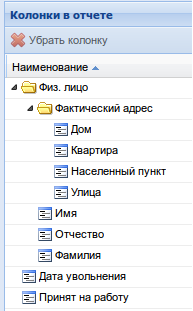 Колонки в отчете
Убрать колонку
Наименование
Физ. лицо
Фактический адрес
Дом
Квартира
Населенный пункт
Улица
Имя
Отчество
Фамилия
Дата увольнения
Принят на работу